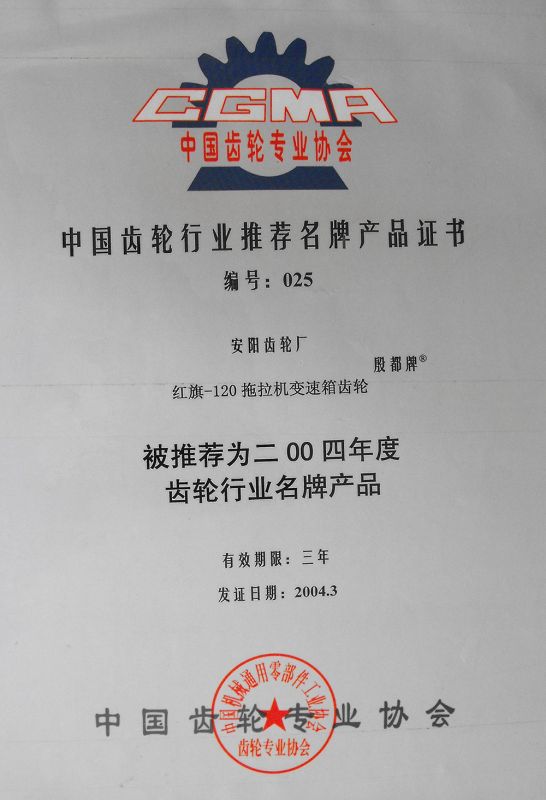 CGMA
中国齿轮专业协会
中国齿轮行业推荐名牌产品证书
编号：025
安阳齿轮厂
殷都牌®
红旗-120 拖拉机变速箱齿轮
被推荐为二 00 四年度
齿轮行业名牌产品
有效期限：三年
发证日期：2004.3
中国齿轮专业协会
中国机械通用零部件工业协会
齿轮专业协会